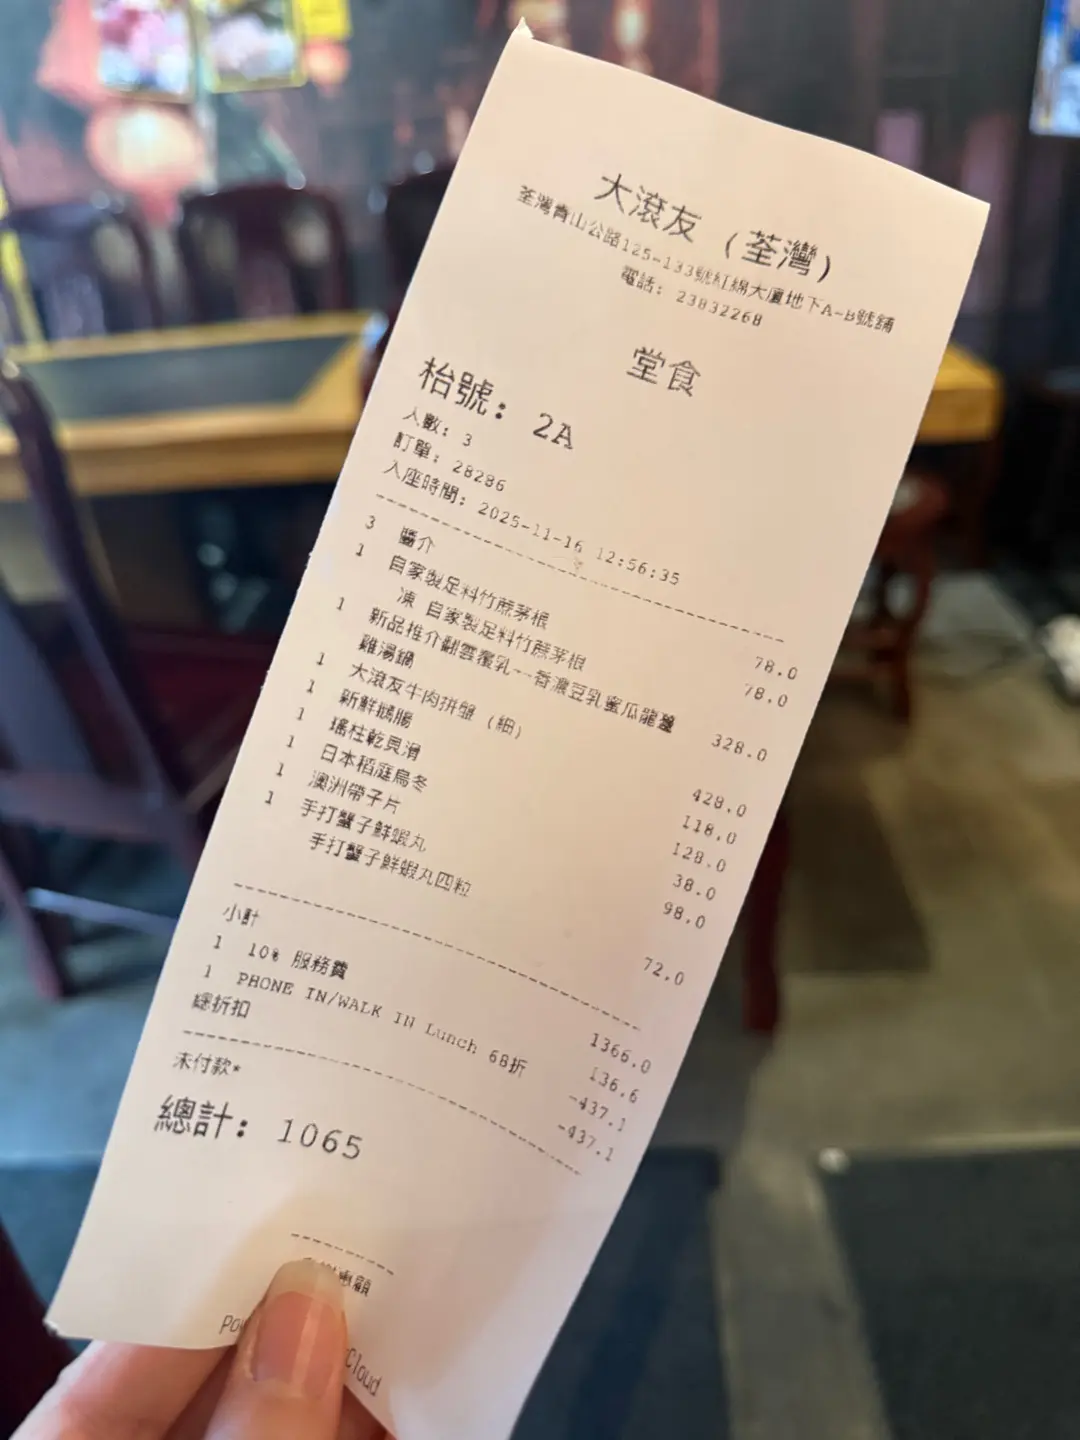 大滾友 (荃灣)
荃灣青山公路125-133號紅綿大廈地下A-B號舖
電話: 23832268
堂食
枱號: 2A
人數: 3
訂單: 28286
入座時間: 2025-11-16 12:56:35
3 醬介 78.0
1 自家製足料竹蔗茅根 78.0
凍 自家製足料竹蔗茅根
1 新品推介翻雲覆乳--香濃豆乳蜜瓜龍躉雞湯鍋 328.0
1 大滾友牛肉拼盤 (細) 428.0
1 新鮮鵝腸 118.0
1 瑤柱乾貝滑 128.0
1 日本稻庭烏冬 38.0
1 澳洲帶子片 98.0
1 手打蟹子鮮蝦丸
手打蟹子鮮蝦丸四粒 72.0
小計 1366.0
1 10% 服務費 136.6
1 PHONE IN/WALK IN Lunch 68折 -437.1
總折扣 -437.1
未付款*
總計: 1065
惠顧
Cloud